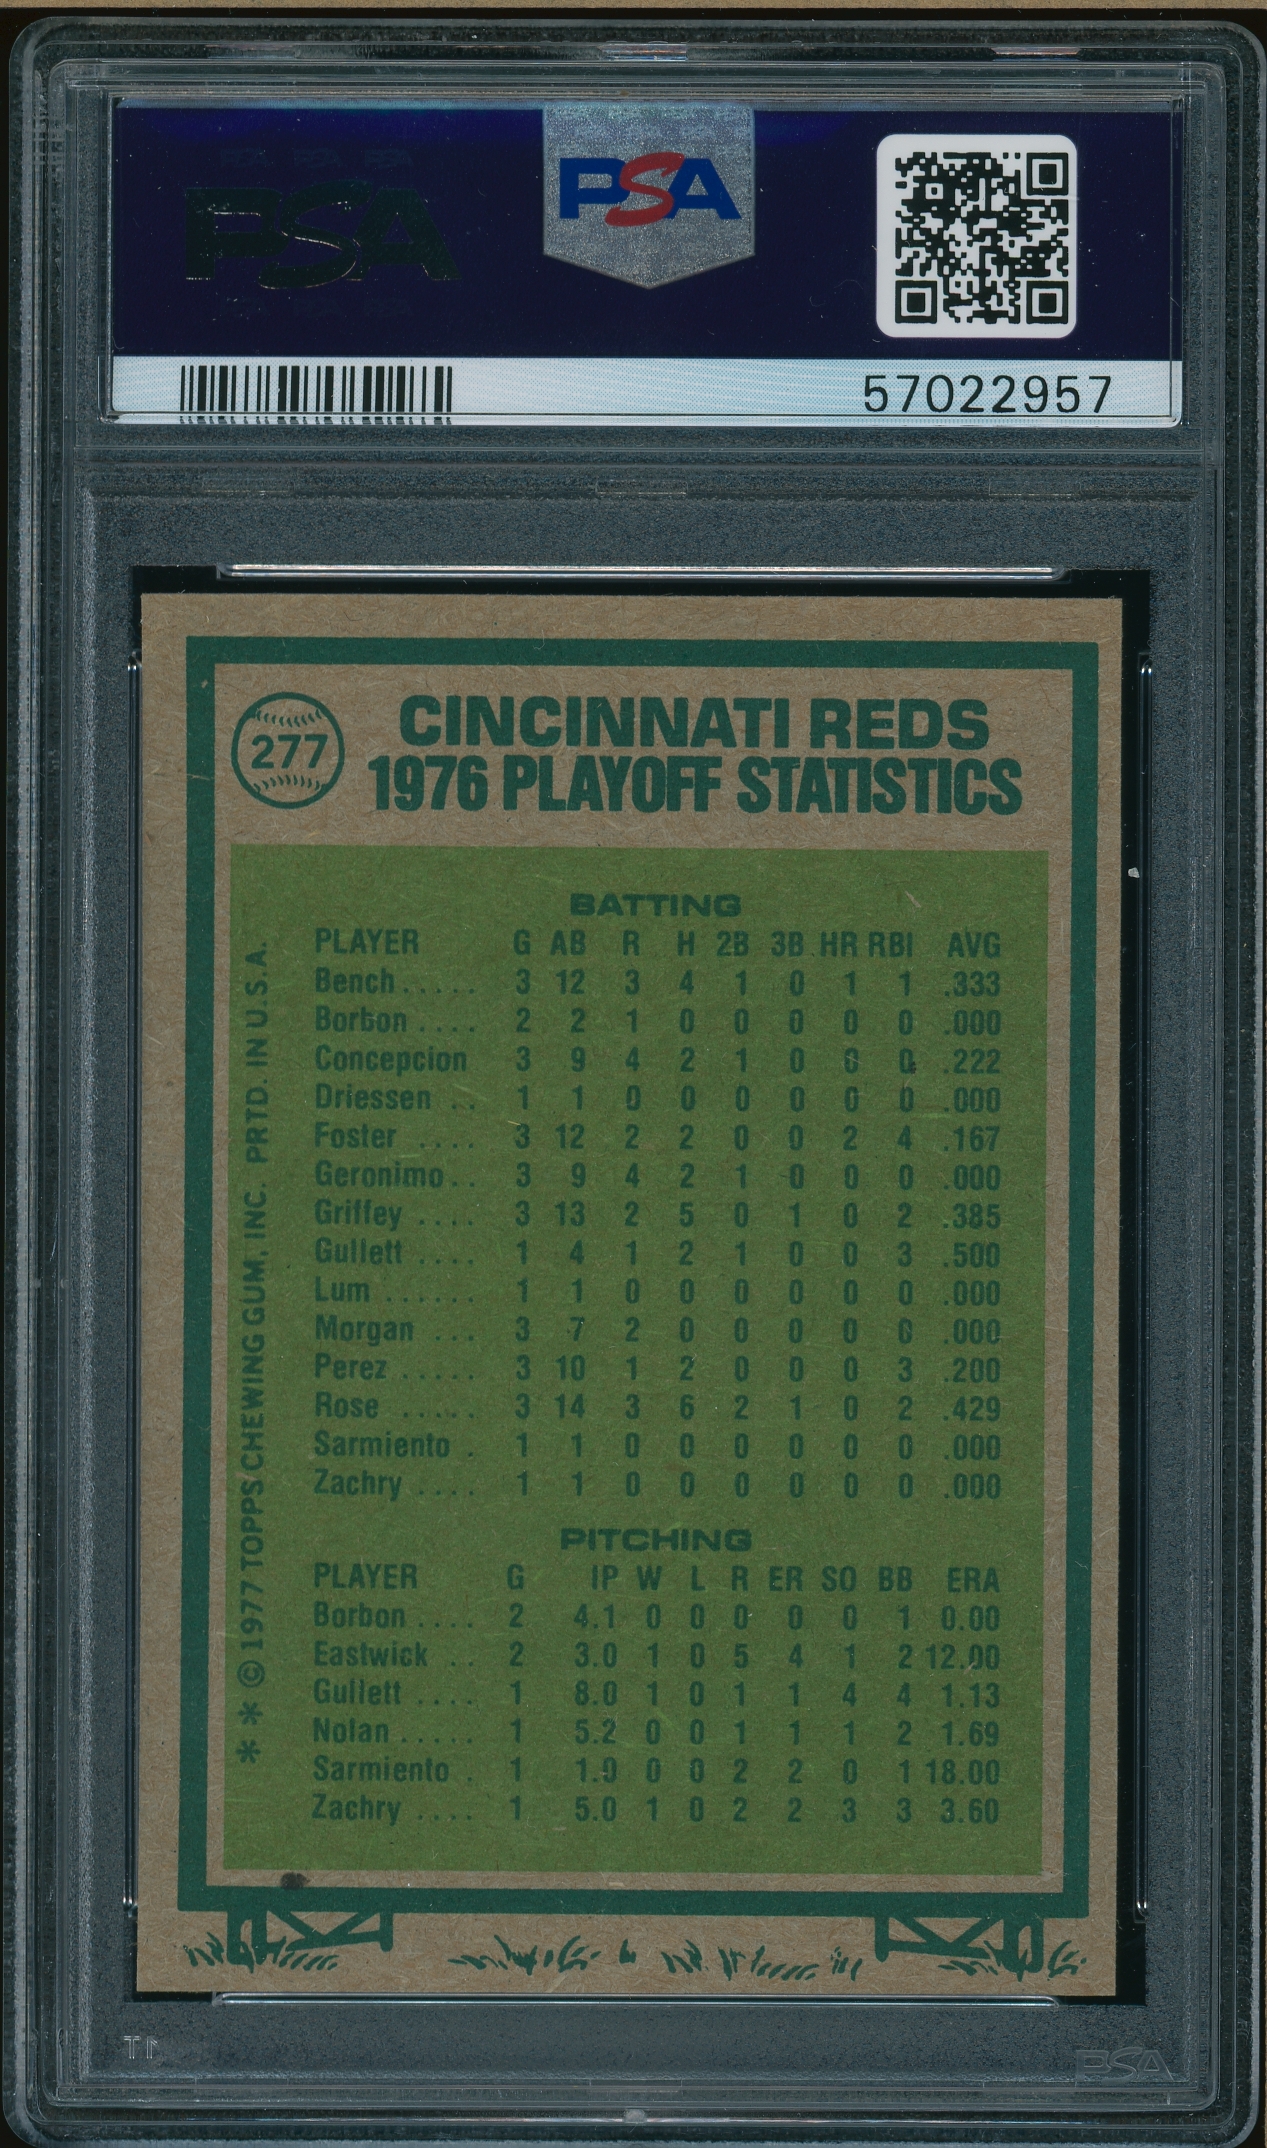 PSA
PSA
57022957
277
CINCINNATI REDS
1976 PLAYOFF STATISTICS
BATTING
PLAYER G AB R H 2B 3B HR RBI AVG
Bench ..... 3 12 3 4 1 0 1 1 .333
Borbon .... 2 2 1 0 0 0 0 0 .000
Concepcion 3 9 4 2 1 0 0 0 .222
Driessen .. 1 1 0 0 0 0 0 0 .000
Foster .... 3 12 2 2 0 0 2 4 .167
Geronimo .. 3 9 4 2 1 0 0 0 .000
Griffey .... 3 13 2 5 0 1 0 2 .385
Gullett .... 1 4 1 2 1 0 0 3 .500
Lum ...... 1 1 0 0 0 0 0 0 .000
Morgan ... 3 7 2 0 0 0 0 0 .000
Perez ..... 3 10 1 2 0 0 0 3 .200
Rose ..... 3 14 3 6 2 1 0 2 .429
Sarmiento . 1 1 0 0 0 0 0 0 .000
Zachry .... 1 1 0 0 0 0 0 0 .000
PITCHING
PLAYER G IP W L R ER SO BB ERA
Borbon .... 2 4.1 0 0 0 0 0 1 0.00
Eastwick .. 2 3.0 1 0 5 4 1 2 12.00
Gullett .... 1 8.0 1 0 1 1 4 4 1.13
Nolan ..... 1 5.2 0 0 1 1 1 2 1.69
Sarmiento . 1 1.0 0 0 2 2 0 1 18.00
Zachry .... 1 5.0 1 0 2 2 3 3 3.60
* * © 1977 TOPPS CHEWING GUM, INC. PRTD. IN U.S.A.
PSA